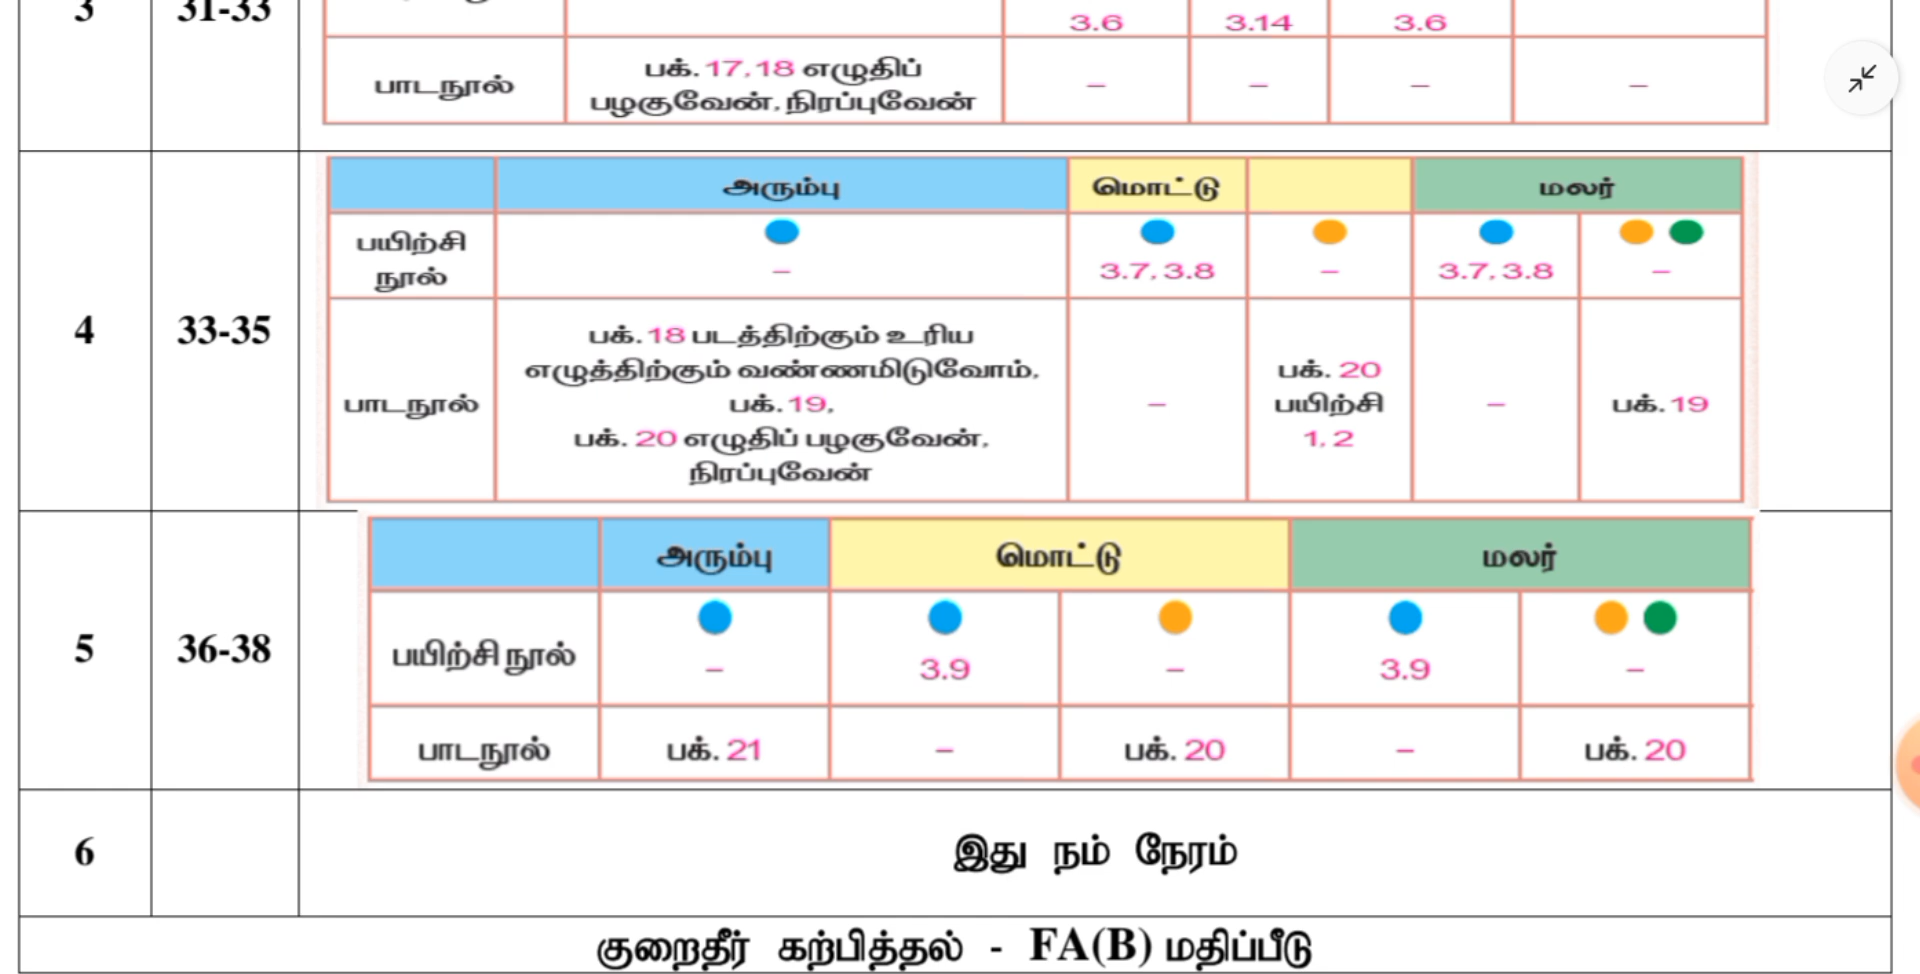 3 31-33 3.6 3.14 3.6
பாடநூல் பக். 17,18 எழுதிப் பழகுவேன், நிரப்புவேன் – – – –
அரும்பு மொட்டு மலர்
4 33-35
பயிற்சி நூல் – 3.7, 3.8 – 3.7, 3.8 –
பாடநூல்
பக். 18 படத்திற்கும் உரிய
எழுத்திற்கும் வண்ணமிடுவோம்,
பக். 19,
பக். 20 எழுதிப் பழகுவேன்,
நிரப்புவேன்
–
பக். 20
பயிற்சி
1, 2
–
பக். 19
அரும்பு மொட்டு மலர்
5 36-38
பயிற்சி நூல் – 3.9 – 3.9 –
பாடநூல் பக். 21 – பக். 20 – பக். 20
6 இது நம் நேரம்
குறைதீர் கற்பித்தல் - FA(B) மதிப்பீடு